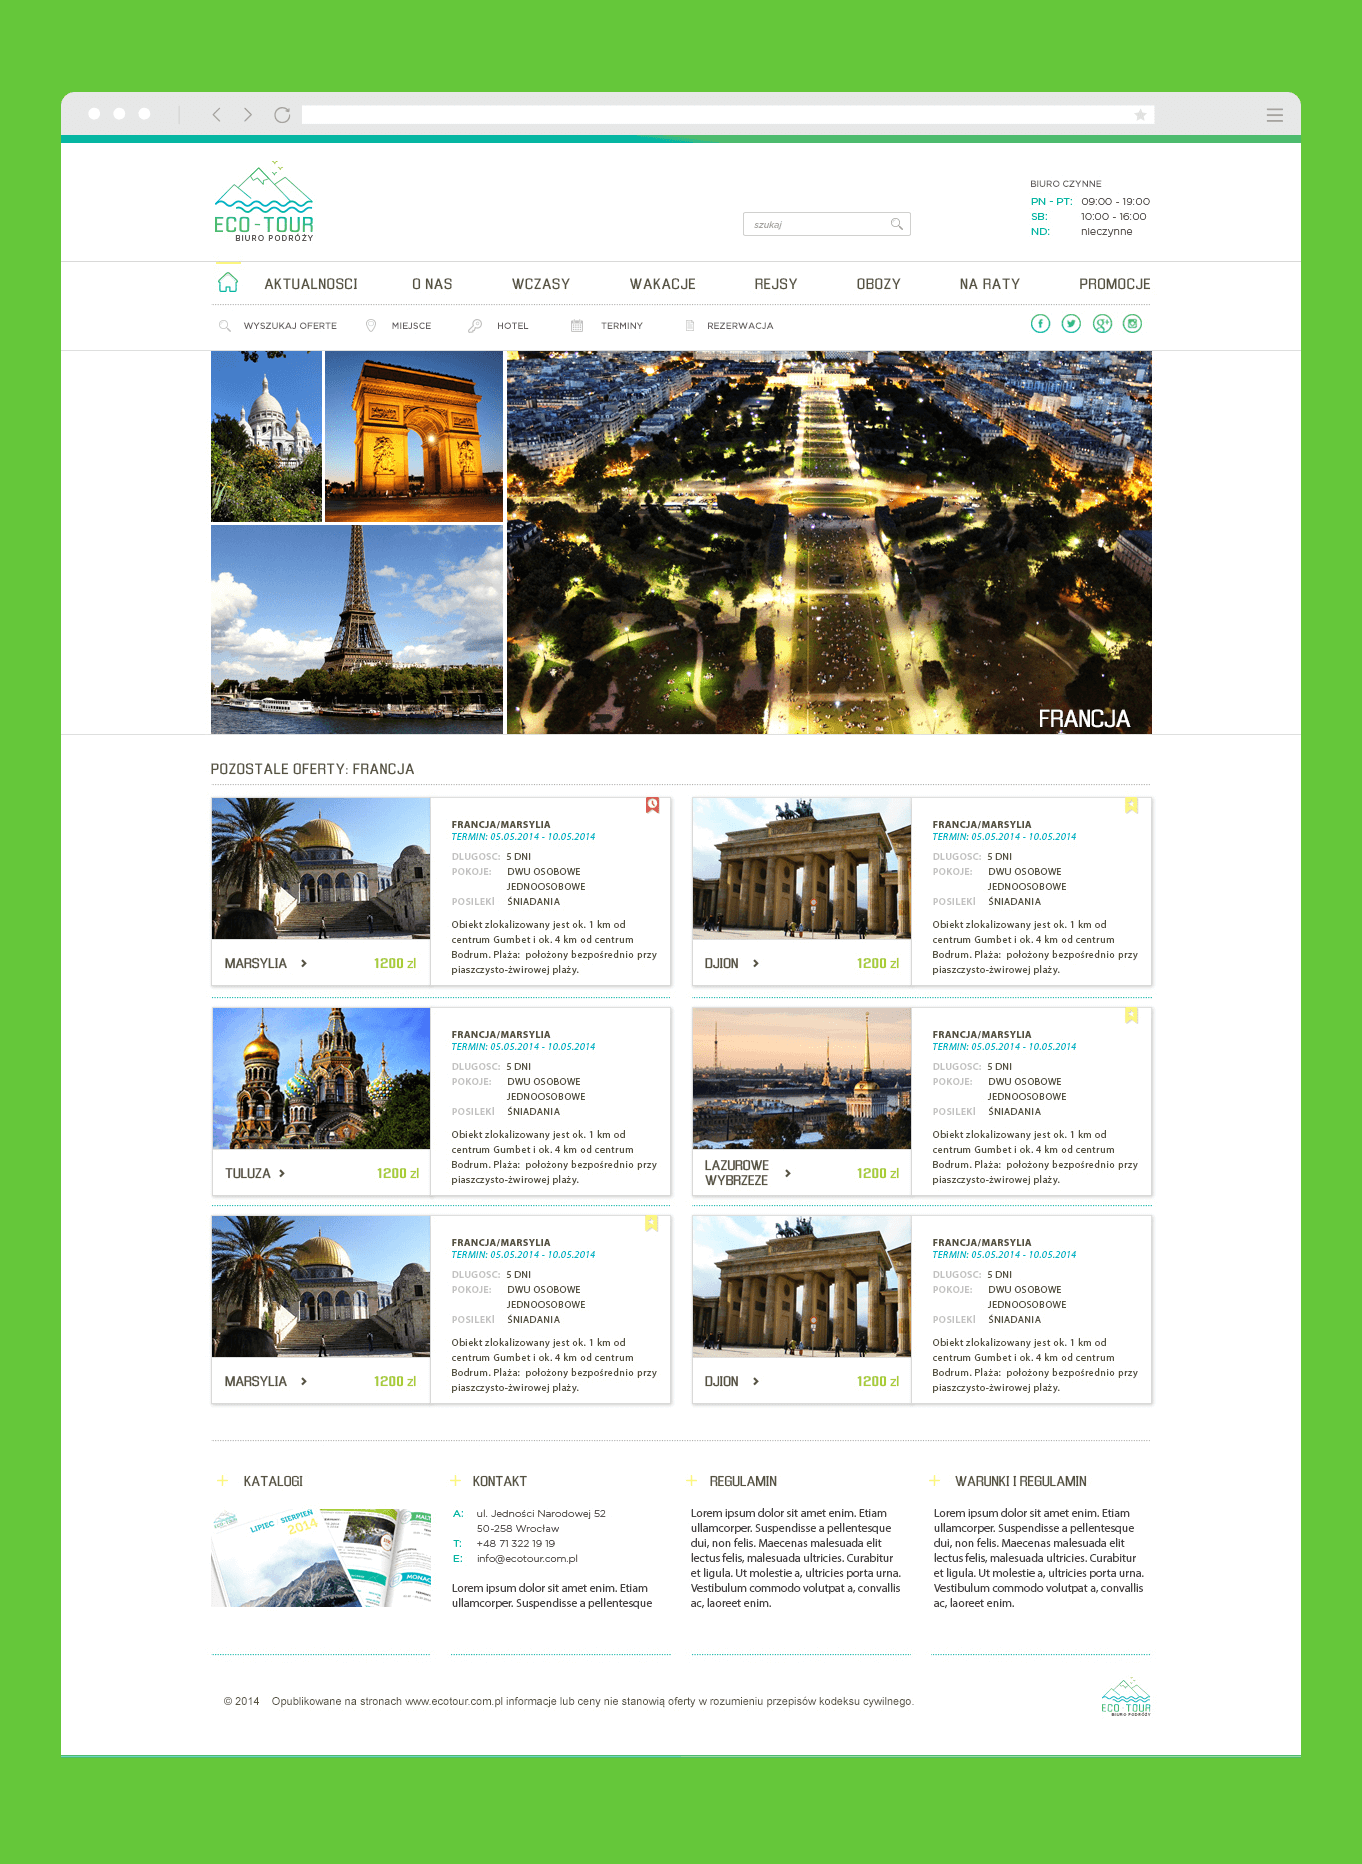 ECO-TOUR
BIURO PODRÓŻY
szukaj
BIURO CZYNNE
PN - PT: 09:00 - 19:00
SB: 10:00 - 16:00
ND: nieczynne
AKTUALNOSCI O NAS WCZASY WAKACJE REJSY OBOZY NA RATY PROMOCJE
WYSZUKAJ OFERTE MIEJSCE HOTEL TERMINY REZERWACJA
FRANCJA
POZOSTALE OFERTY: FRANCJA
FRANCJA/MARSYLIA
TERMIN: 05.05.2014 - 10.05.2014
DLUGOSC: 5 DNI
POKOJE: DWU OSOBOWE
JEDNOOSOBOWE
POSILEKI ŚNIADANIA
Obiekt zlokalizowany jest ok. 1 km od
centrum Gumbet i ok. 4 km od centrum
Bodrum. Plaża: położony bezpośrednio przy
piaszczysto-żwirowej plaży.
MARSYLIA 1200 zl
FRANCJA/MARSYLIA
TERMIN: 05.05.2014 - 10.05.2014
DLUGOSC: 5 DNI
POKOJE: DWU OSOBOWE
JEDNOOSOBOWE
POSILEKI ŚNIADANIA
Obiekt zlokalizowany jest ok. 1 km od
centrum Gumbet i ok. 4 km od centrum
Bodrum. Plaża: położony bezpośrednio przy
piaszczysto-żwirowej plaży.
DJION 1200 zl
FRANCJA/MARSYLIA
TERMIN: 05.05.2014 - 10.05.2014
DLUGOSC: 5 DNI
POKOJE: DWU OSOBOWE
JEDNOOSOBOWE
POSILEKI ŚNIADANIA
Obiekt zlokalizowany jest ok. 1 km od
centrum Gumbet i ok. 4 km od centrum
Bodrum. Plaża: położony bezpośrednio przy
piaszczysto-żwirowej plaży.
TULUZA 1200 zl
FRANCJA/MARSYLIA
TERMIN: 05.05.2014 - 10.05.2014
DLUGOSC: 5 DNI
POKOJE: DWU OSOBOWE
JEDNOOSOBOWE
POSILEKI ŚNIADANIA
Obiekt zlokalizowany jest ok. 1 km od
centrum Gumbet i ok. 4 km od centrum
Bodrum. Plaża: położony bezpośrednio przy
piaszczysto-żwirowej plaży.
LAZUROWE
WYBRZEZE 1200 zl
FRANCJA/MARSYLIA
TERMIN: 05.05.2014 - 10.05.2014
DLUGOSC: 5 DNI
POKOJE: DWU OSOBOWE
JEDNOOSOBOWE
POSILEKI ŚNIADANIA
Obiekt zlokalizowany jest ok. 1 km od
centrum Gumbet i ok. 4 km od centrum
Bodrum. Plaża: położony bezpośrednio przy
piaszczysto-żwirowej plaży.
MARSYLIA 1200 zl
FRANCJA/MARSYLIA
TERMIN: 05.05.2014 - 10.05.2014
DLUGOSC: 5 DNI
POKOJE: DWU OSOBOWE
JEDNOOSOBOWE
POSILEKI ŚNIADANIA
Obiekt zlokalizowany jest ok. 1 km od
centrum Gumbet i ok. 4 km od centrum
Bodrum. Plaża: położony bezpośrednio przy
piaszczysto-żwirowej plaży.
DJION 1200 zl
KATALOGI
ECO-TOUR
LIPIEC SIERPIEŃ
2014
KONTAKT
A: ul. Jedności Narodowej 52
50-258 Wrocław
T: +48 71 322 19 19
E: info@ecotour.com.pl
Lorem ipsum dolor sit amet enim. Etiam
ullamcorper. Suspendisse a pellentesque
REGULAMIN
Lorem ipsum dolor sit amet enim. Etiam
ullamcorper. Suspendisse a pellentesque
dui, non felis. Maecenas malesuada elit
lectus felis, malesuada ultricies. Curabitur
et ligula. Ut molestie a, ultricies porta urna.
Vestibulum commodo volutpat a, convallis
ac, laoreet enim.
WARUNKI I REGULAMIN
Lorem ipsum dolor sit amet enim. Etiam
ullamcorper. Suspendisse a pellentesque
dui, non felis. Maecenas malesuada elit
lectus felis, malesuada ultricies. Curabitur
et ligula. Ut molestie a, ultricies porta urna.
Vestibulum commodo volutpat a, convallis
ac, laoreet enim.
© 2014 Opublikowane na stronach www.ecotour.com.pl informacje lub ceny nie stanowią oferty w rozumieniu przepisów kodeksu cywilnego.
ECO-TOUR
BIURO PODRÓŻY